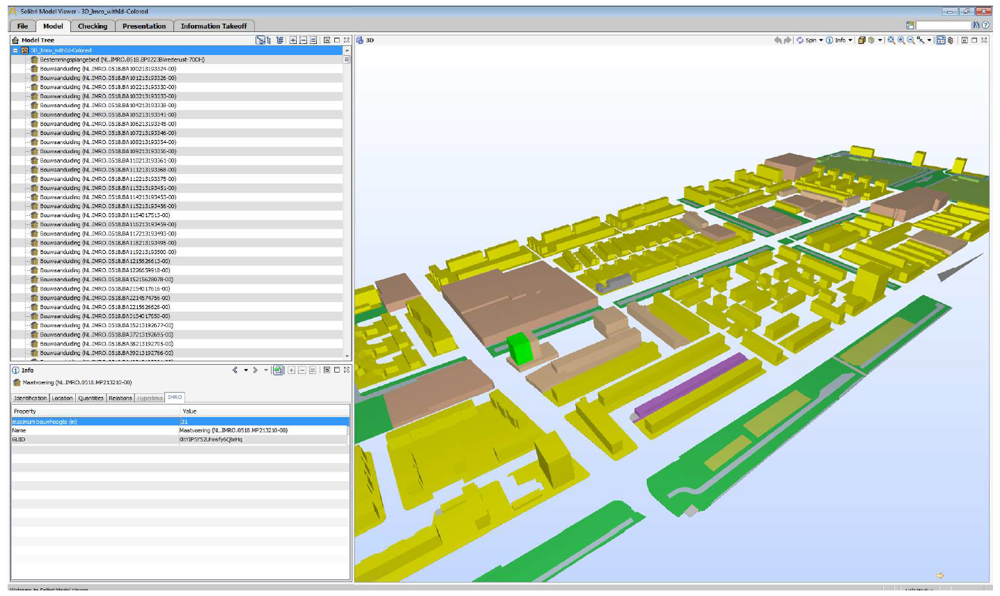 Solibri Model Viewer - 3D_Imro_withId-Colored
File Model Checking Presentation Information Takeoff
Model Tree
3D_Imro_withId-Colored
Bestemmingsplangebied (NL.IMRO.0518.BP0223BVrederust-70OH)
Bouwaanduiding (NL.IMRO.0518.BA100213193324-00)
Bouwaanduiding (NL.IMRO.0518.BA101213193326-00)
Bouwaanduiding (NL.IMRO.0518.BA102213193330-00)
Bouwaanduiding (NL.IMRO.0518.BA103213193333-00)
Bouwaanduiding (NL.IMRO.0518.BA104213193338-00)
Bouwaanduiding (NL.IMRO.0518.BA105213193341-00)
Bouwaanduiding (NL.IMRO.0518.BA106213193345-00)
Bouwaanduiding (NL.IMRO.0518.BA107213193346-00)
Bouwaanduiding (NL.IMRO.0518.BA108213193354-00)
Bouwaanduiding (NL.IMRO.0518.BA109213193356-00)
Bouwaanduiding (NL.IMRO.0518.BA110213193361-00)
Bouwaanduiding (NL.IMRO.0518.BA111213193368-00)
Bouwaanduiding (NL.IMRO.0518.BA112213193375-00)
Bouwaanduiding (NL.IMRO.0518.BA113213193451-00)
Bouwaanduiding (NL.IMRO.0518.BA114213193453-00)
Bouwaanduiding (NL.IMRO.0518.BA115213193456-00)
Bouwaanduiding (NL.IMRO.0518.BA1154017513-00)
Bouwaanduiding (NL.IMRO.0518.BA116213193459-00)
Bouwaanduiding (NL.IMRO.0518.BA117213193493-00)
Bouwaanduiding (NL.IMRO.0518.BA118213193495-00)
Bouwaanduiding (NL.IMRO.0518.BA119213193500-00)
Bouwaanduiding (NL.IMRO.0518.BA1215626613-00)
Bouwaanduiding (NL.IMRO.0518.BA1226659918-00)
Bouwaanduiding (NL.IMRO.0518.BA15215628078-00)
Bouwaanduiding (NL.IMRO.0518.BA2154017616-00)
Bouwaanduiding (NL.IMRO.0518.BA2214574756-00)
Bouwaanduiding (NL.IMRO.0518.BA2215626626-00)
Bouwaanduiding (NL.IMRO.0518.BA3154017650-00)
Bouwaanduiding (NL.IMRO.0518.BA35213192677-00)
Bouwaanduiding (NL.IMRO.0518.BA37213192695-00)
Bouwaanduiding (NL.IMRO.0518.BA38213192705-00)
Bouwaanduiding (NL.IMRO.0518.BA39213192766-00)
Info
Maatvoering (NL.IMRO.0518.MP213210-00)
Identification Location Quantities Relations Hyperlinks IMRO
Property Value
maximum bouwhoogte (m) 31
Name Maatvoering (NL.IMRO.0518.MP213210-00)
GUID
3D
Spin Info
Welcome to Solibri Model Viewer